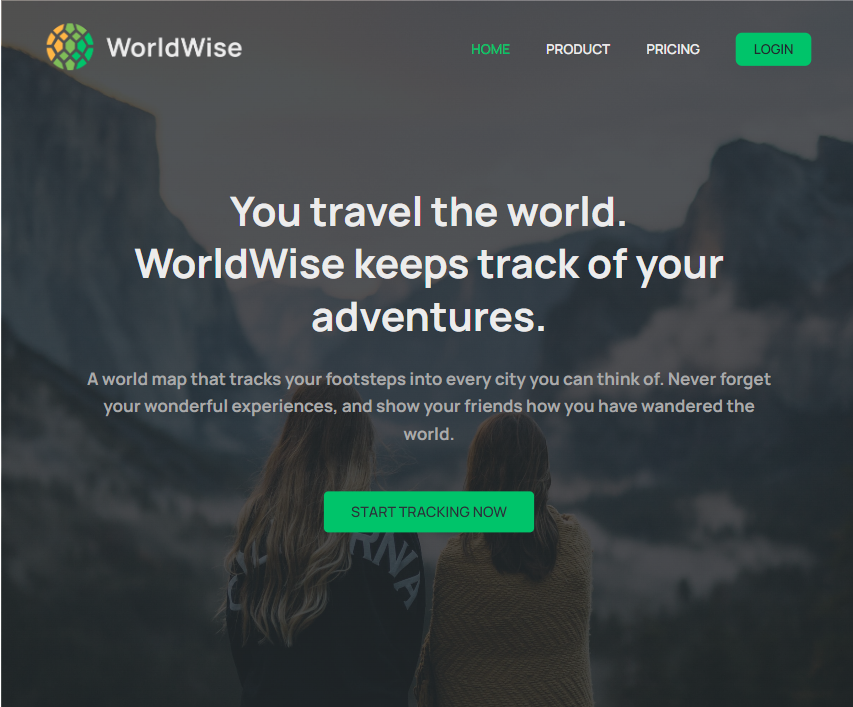 WorldWise
HOME PRODUCT PRICING LOGIN
You travel the world.
WorldWise keeps track of your
adventures.
A world map that tracks your footsteps into every city you can think of. Never forget
your wonderful experiences, and show your friends how you have wandered the
world.
START TRACKING NOW
RNIA